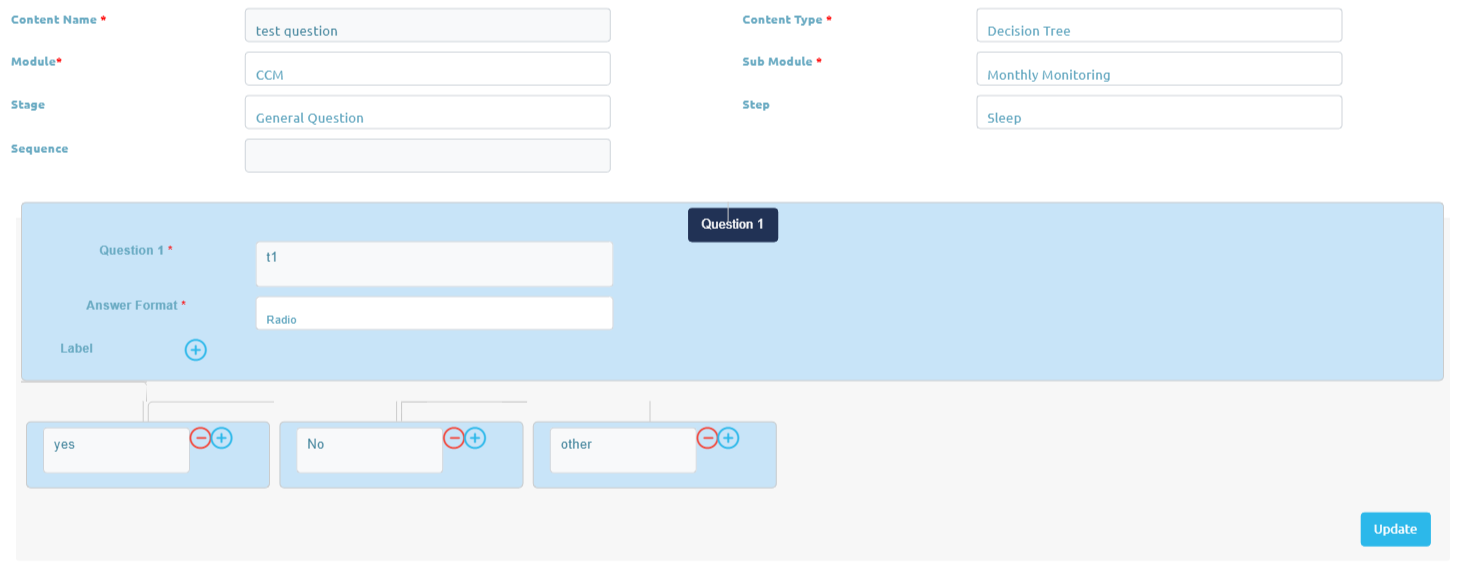 Content Name * test question Content Type * Decision Tree
Module* CCM Sub Module * Monthly Monitoring
Stage General Question Step Sleep
Sequence
Question 1
Question 1 * t1
Answer Format * Radio
Label
yes No other
Update